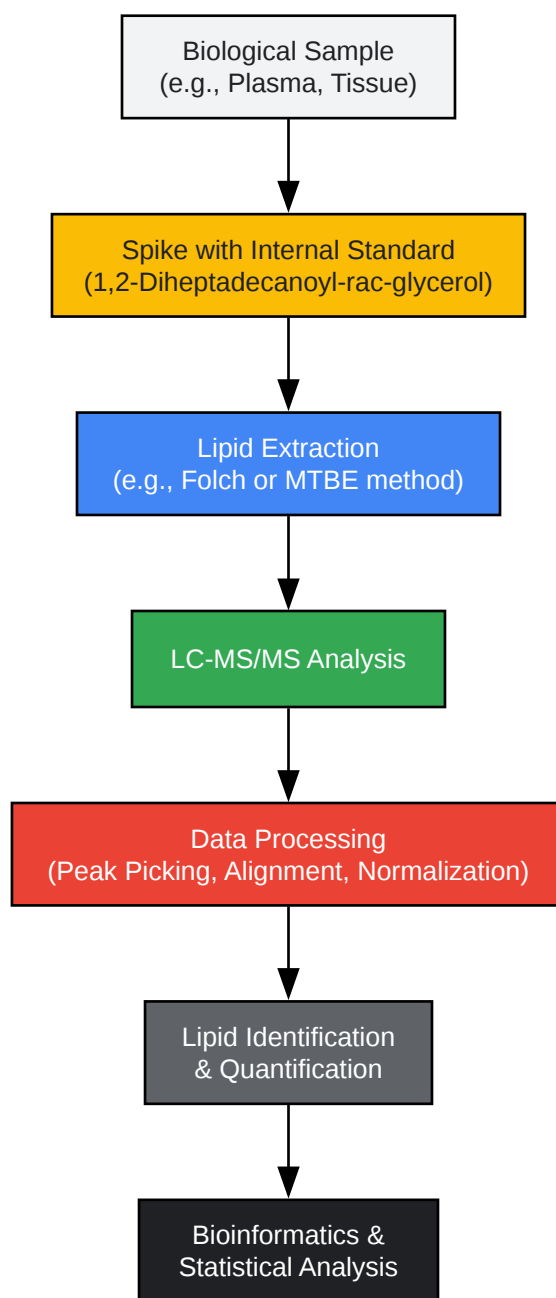 Biological Sample
(e.g., Plasma, Tissue)
Spike with Internal Standard
(1,2-Diheptadecanoyl-rac-glycerol)
Lipid Extraction
(e.g., Folch or MTBE method)
LC-MS/MS Analysis
Data Processing
(Peak Picking, Alignment, Normalization)
Lipid Identification
& Quantification
Bioinformatics &
Statistical Analysis